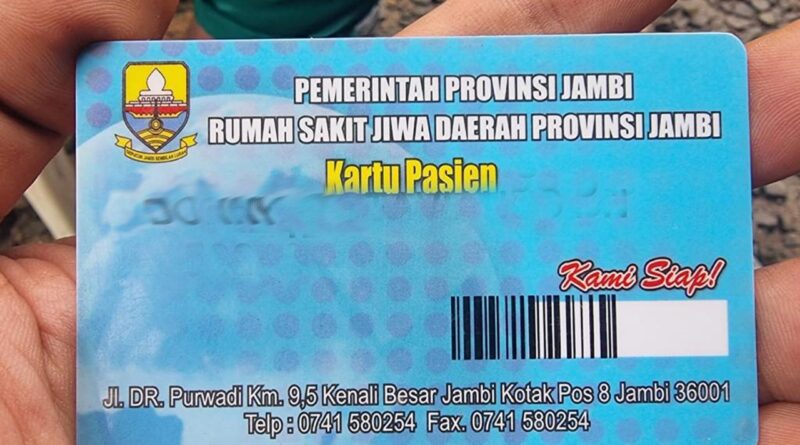 PEMERINTAH PROVINSI JAMBI
RUMAH SAKIT JIWA DAERAH PROVINSI JAMBI
Kartu Pasien
Kami Siap!
Jl. DR. Purwadi Km. 9,5 Kenali Besar Jambi Kotak Pos 8 Jambi 36001
Telp : 0741 580254 Fax. 0741 580254